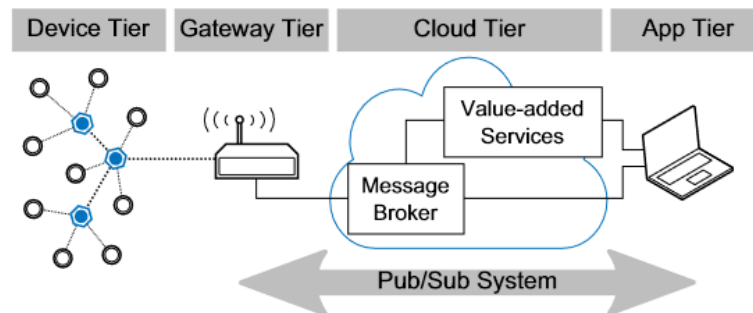 Device Tier
Gateway Tier
Cloud Tier
App Tier
Value-added
Services
Message
Broker
Pub/Sub System